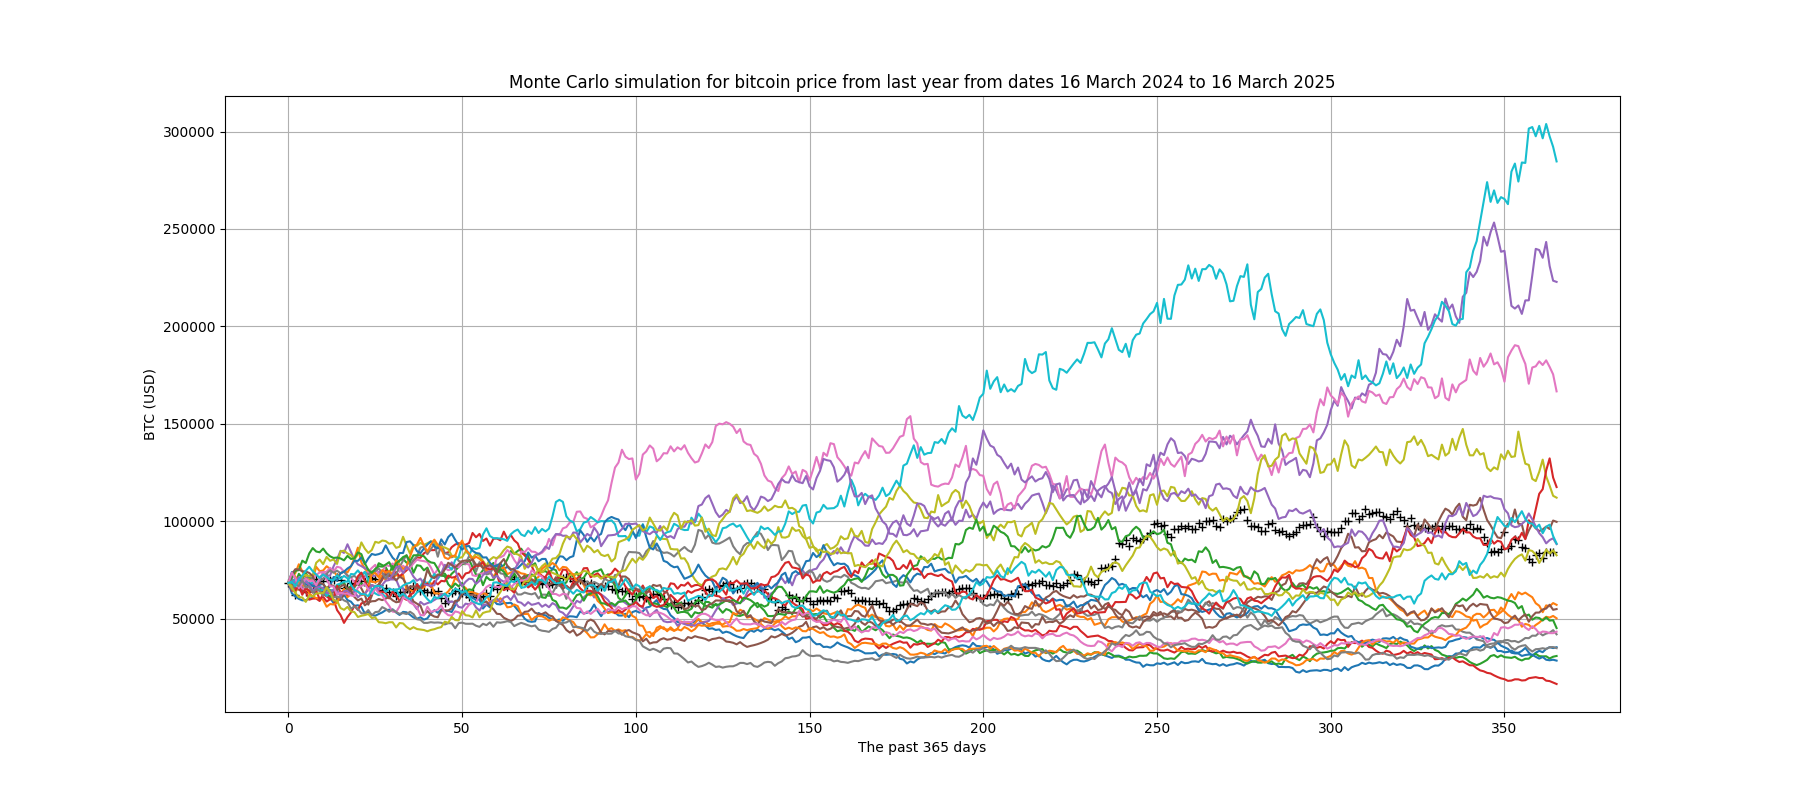 Monte Carlo simulation for bitcoin price from last year from dates 16 March 2024 to 16 March 2025
300000
250000
200000
150000
100000
50000
BTC (USD)
0 50 100 150 200 250 300 350
The past 365 days